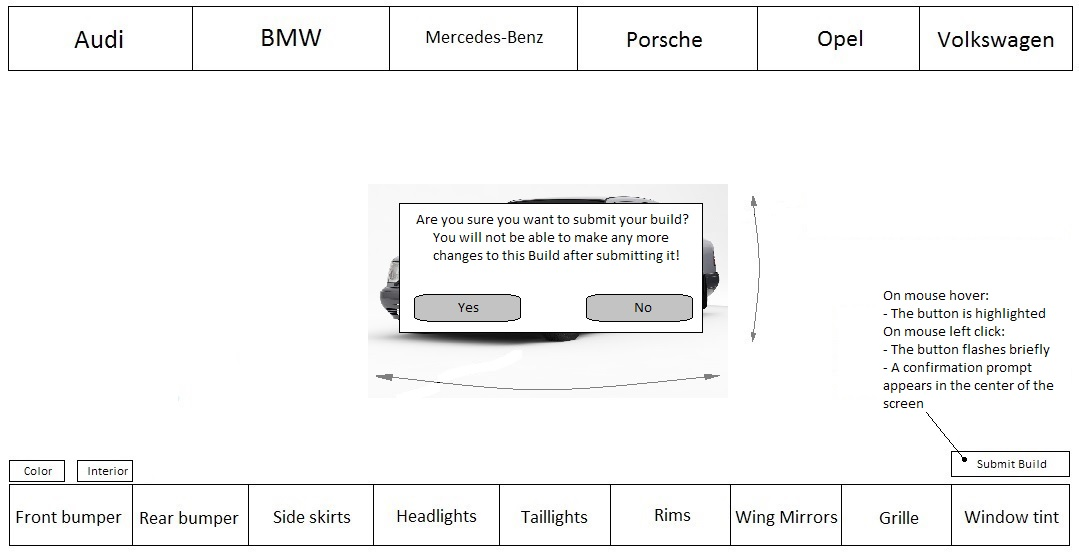 Audi
BMW
Mercedes-Benz
Porsche
Opel
Volkswagen
Are you sure you want to submit your build?
You will not be able to make any more
changes to this Build after submitting it!
Yes
No
On mouse hover:
- The button is highlighted
On mouse left click:
- The button flashes briefly
- A confirmation prompt
appears in the center of the
screen
Color
Interior
Submit Build
Front bumper
Rear bumper
Side skirts
Headlights
Taillights
Rims
Wing Mirrors
Grille
Window tint